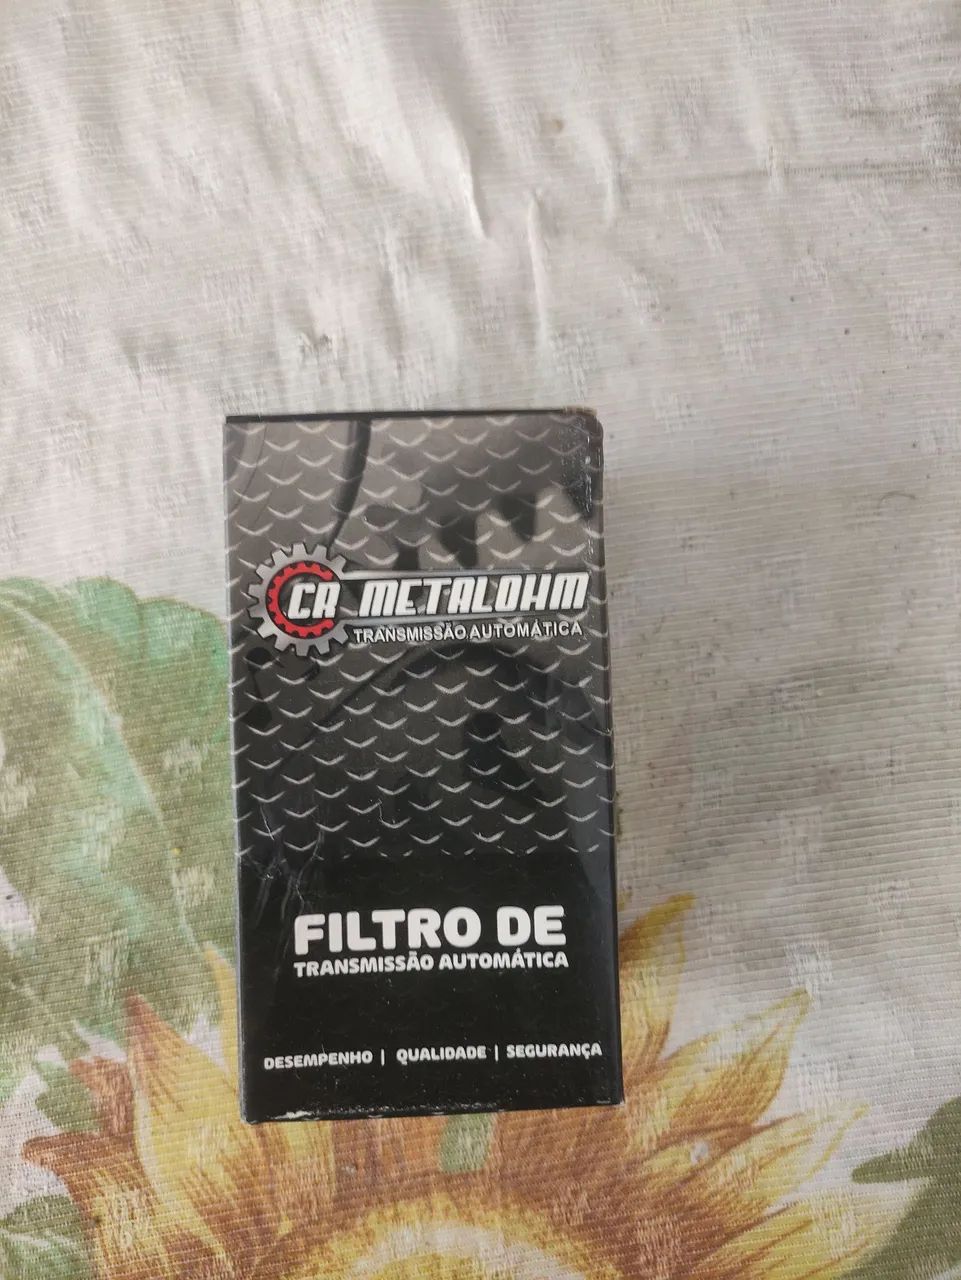 CR METALOHM
TRANSMISSÃO AUTOMÁTICA
FILTRO DE
TRANSMISSÃO AUTOMÁTICA
DESEMPENHO | QUALIDADE | SEGURANÇA